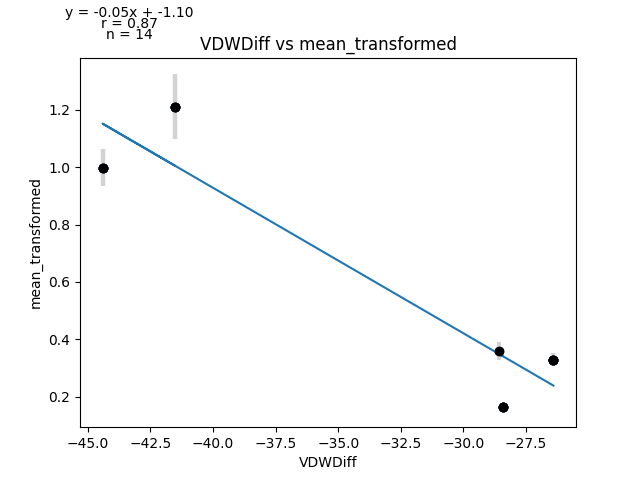 y = -0.05x + -1.10
r = 0.87
n = 14
VDWDiff vs mean_transformed
1.2
1.0
0.8
0.6
0.4
0.2
mean_transformed
−45.0 −42.5 −40.0 −37.5 −35.0 −32.5 −30.0 −27.5
VDWDiff